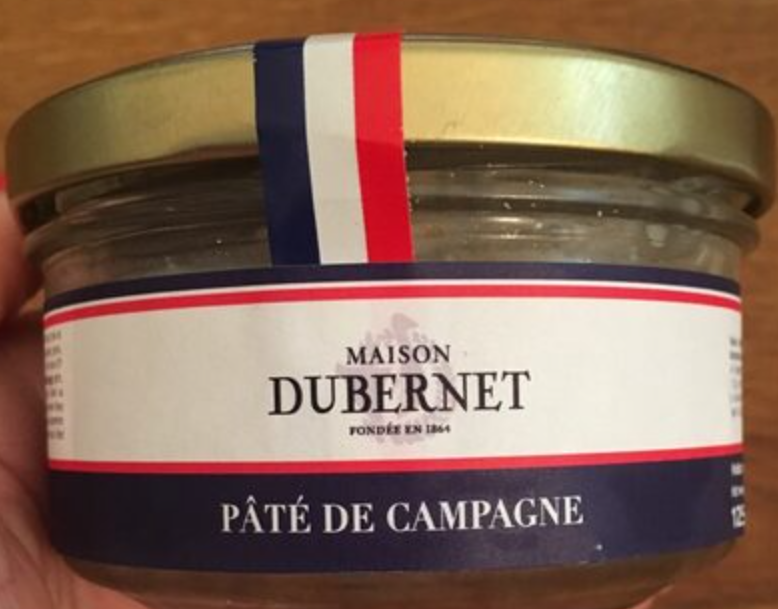 MAISON
DUBERNET
FONDÉE EN 1864
PÂTÉ DE CAMPAGNE